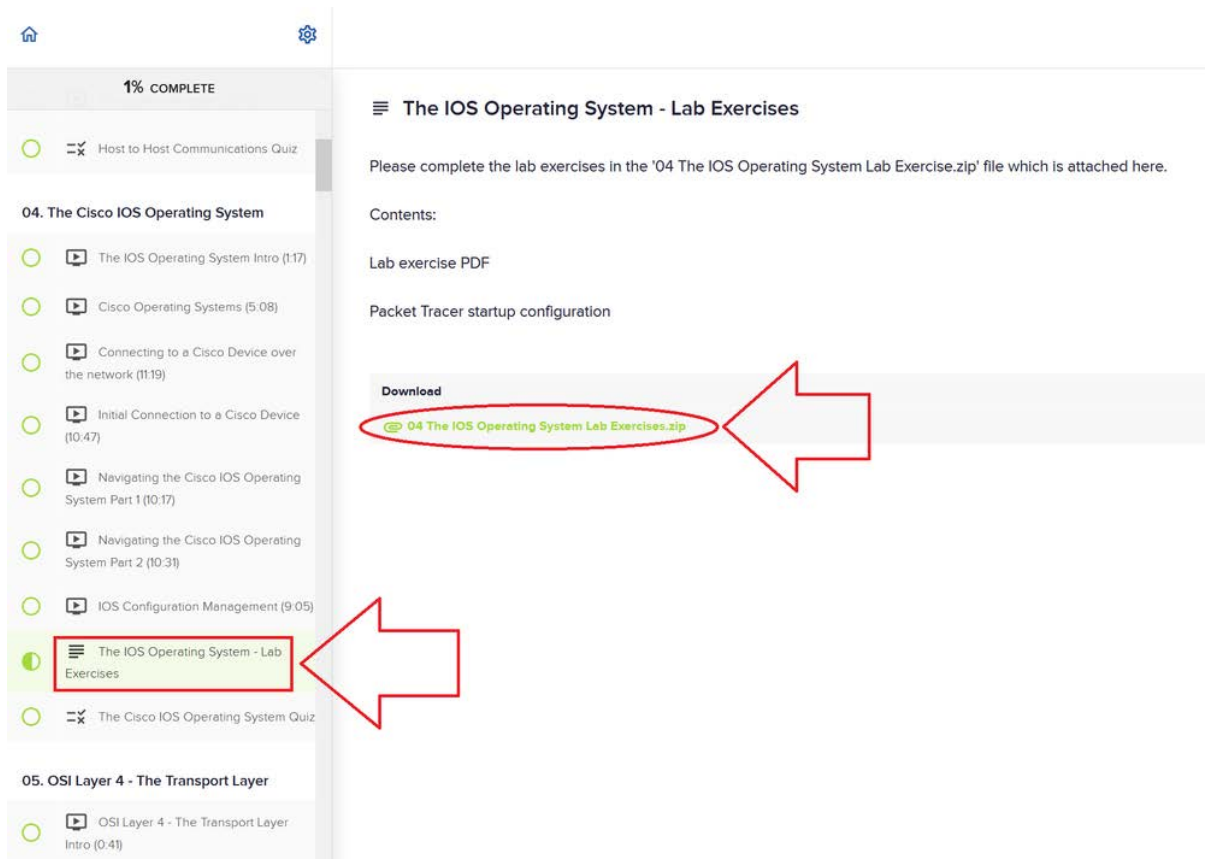 1% COMPLETE
Host to Host Communications Quiz
04. The Cisco IOS Operating System
The IOS Operating System Intro (1:17)
Cisco Operating Systems (5:08)
Connecting to a Cisco Device over
the network (11:19)
Initial Connection to a Cisco Device
(10:47)
Navigating the Cisco IOS Operating
System Part 1 (10:17)
Navigating the Cisco IOS Operating
System Part 2 (10:31)
IOS Configuration Management (9:05)
The IOS Operating System - Lab
Exercises
The Cisco IOS Operating System Quiz
05. OSI Layer 4 - The Transport Layer
OSI Layer 4 - The Transport Layer
Intro (0:41)
The IOS Operating System - Lab Exercises
Please complete the lab exercises in the '04 The IOS Operating System Lab Exercise.zip' file which is attached here.
Contents:
Lab exercise PDF
Packet Tracer startup configuration
Download
04 The IOS Operating System Lab Exercises.zip